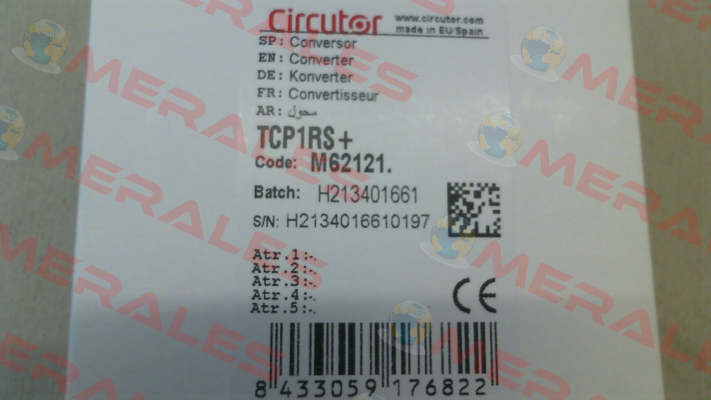 Circutor
www.circutor.com
made in EU/Spain
SP: Conversor
EN: Converter
DE: Konverter
FR: Convertisseur
AR: محول
TCP1RS+
Code: M62121.
Batch: H213401661
S/N: H2134016610197
Atr.1:-.
Atr.2:-.
Atr.3:-.
Atr.4:-.
Atr.5:-.
CE
8 433059 176822
MERALES
MERALES
MERALES
MERALES